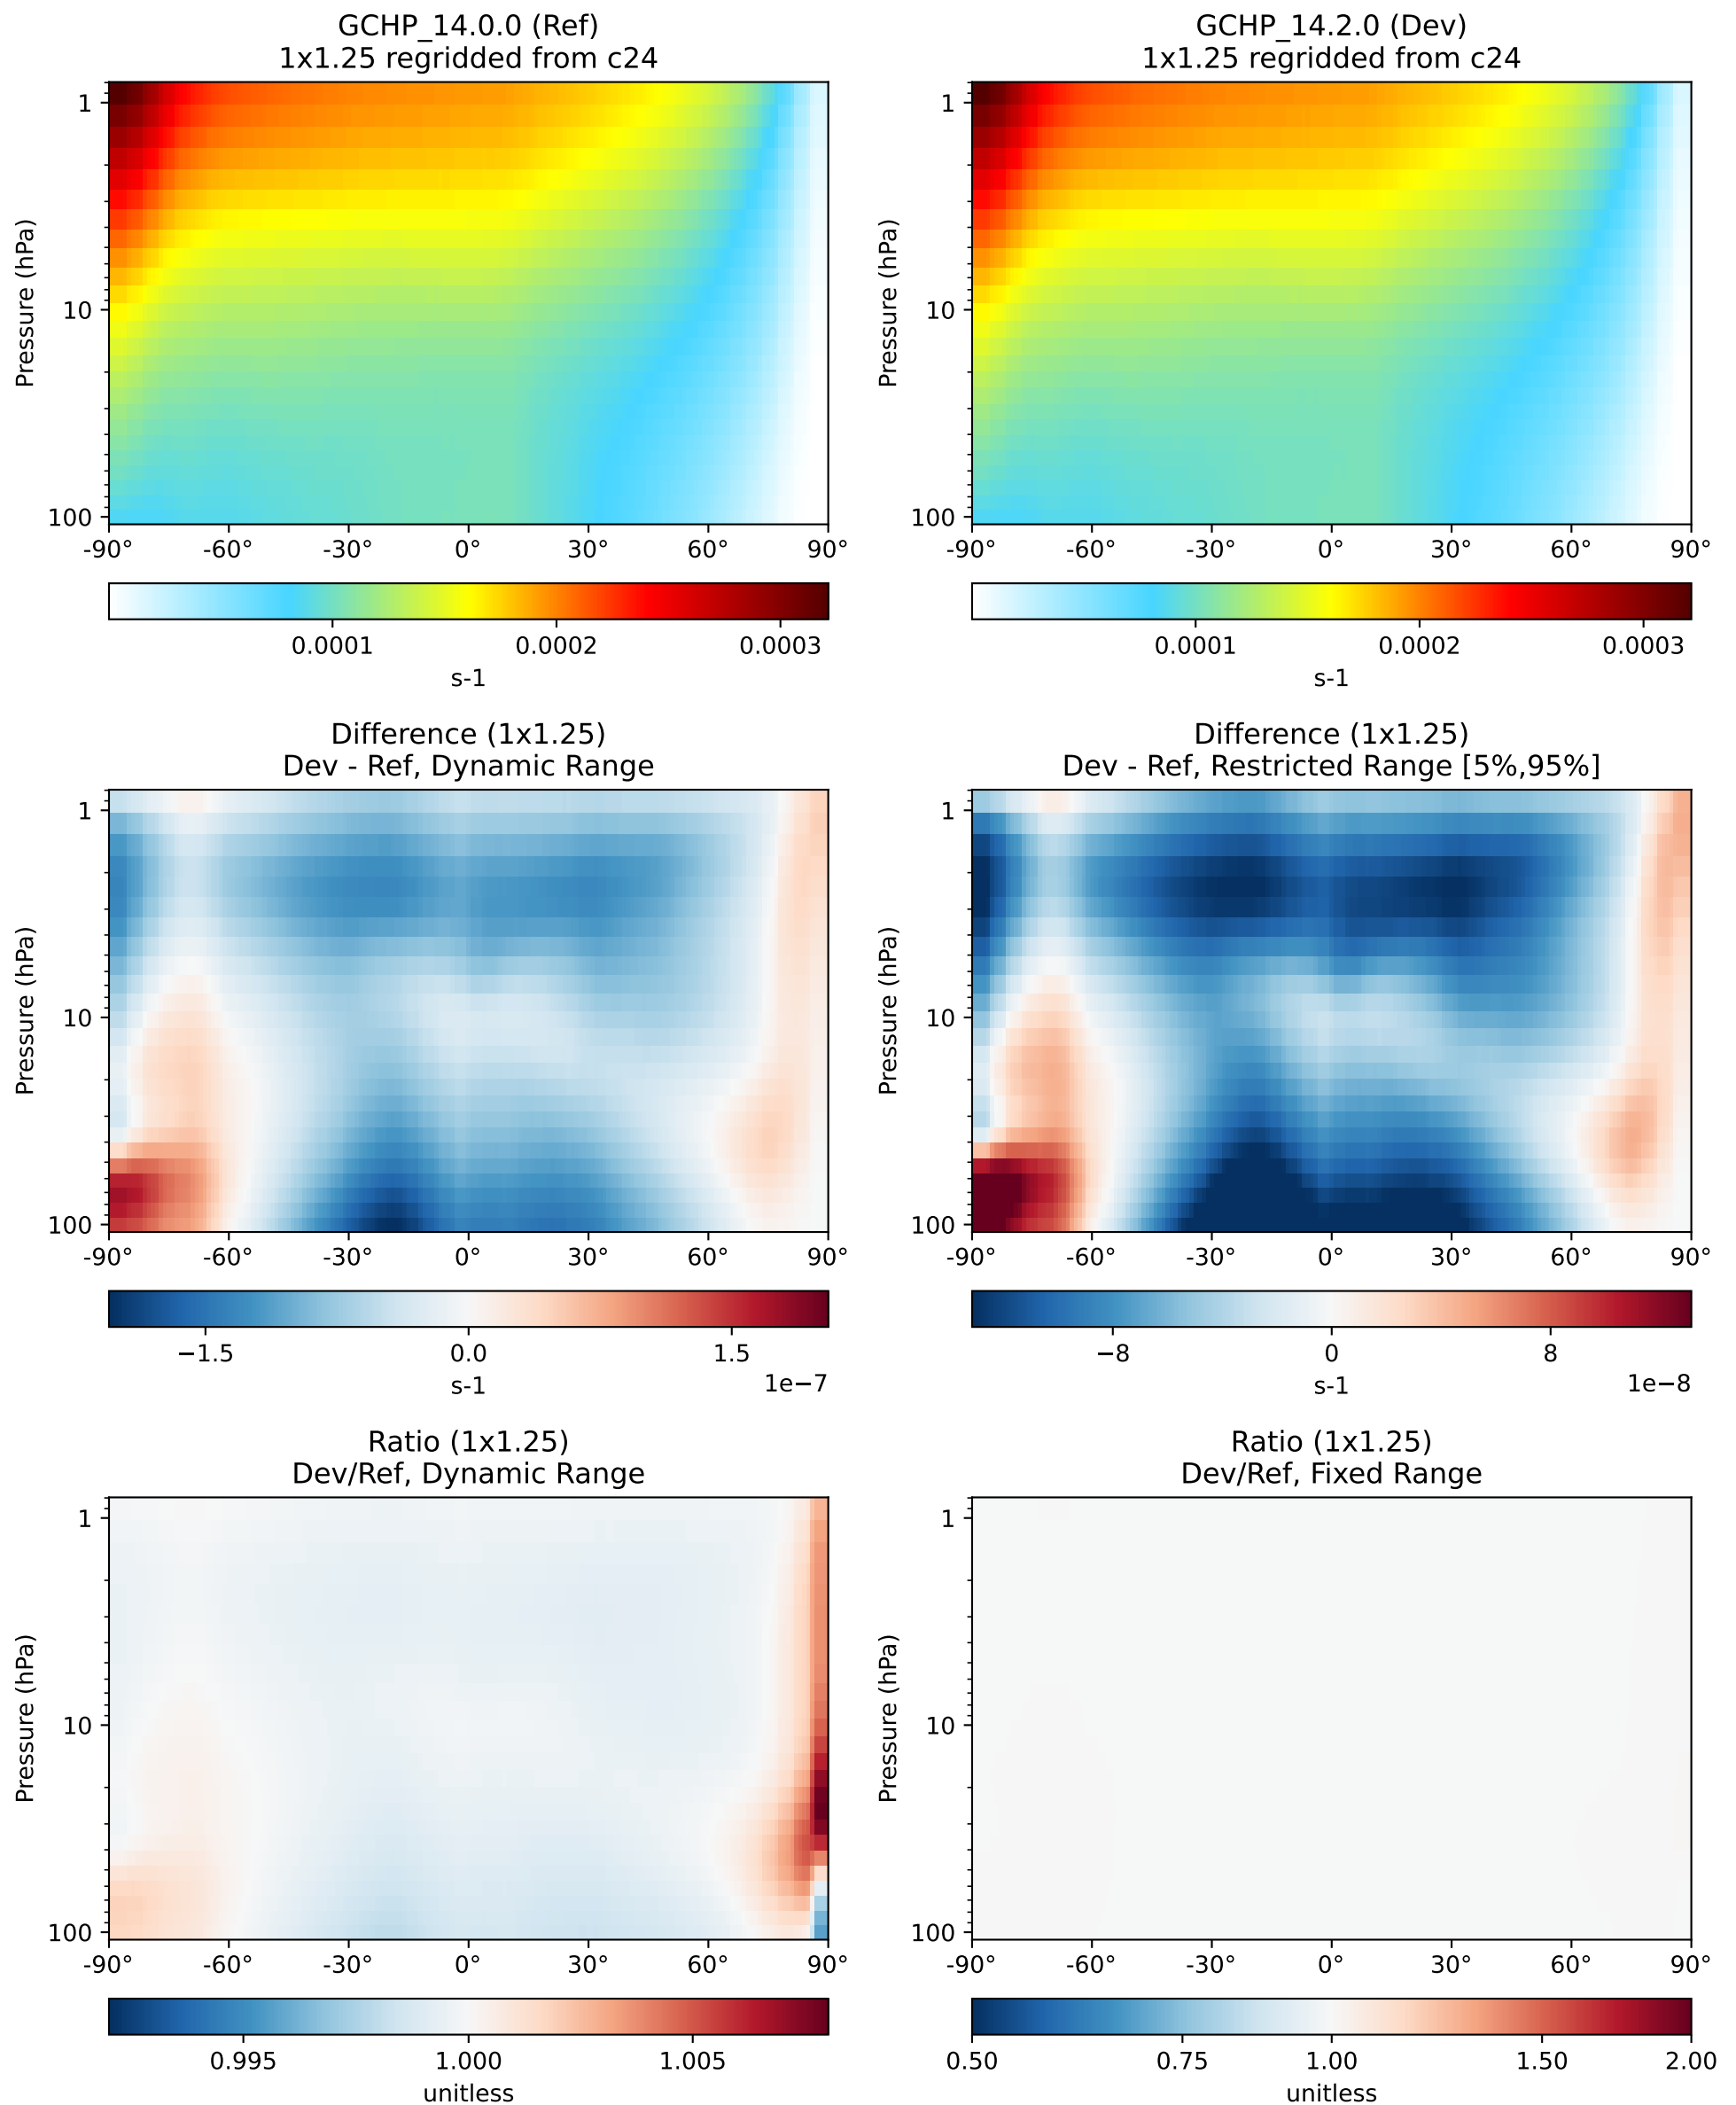 GCHP_14.0.0 (Ref)
1x1.25 regridded from c24
Pressure (hPa)
1
10
100
-90° -60° -30° 0° 30° 60° 90°
0.0001 0.0002 0.0003
s-1
GCHP_14.2.0 (Dev)
1x1.25 regridded from c24
Pressure (hPa)
1
10
100
-90° -60° -30° 0° 30° 60° 90°
0.0001 0.0002 0.0003
s-1
Difference (1x1.25)
Dev - Ref, Dynamic Range
Pressure (hPa)
1
10
100
-90° -60° -30° 0° 30° 60° 90°
−1.5 0.0 1.5
s-1
1e−7
Difference (1x1.25)
Dev - Ref, Restricted Range [5%,95%]
Pressure (hPa)
1
10
100
-90° -60° -30° 0° 30° 60° 90°
−8 0 8
s-1
1e−8
Ratio (1x1.25)
Dev/Ref, Dynamic Range
Pressure (hPa)
1
10
100
-90° -60° -30° 0° 30° 60° 90°
0.995 1.000 1.005
unitless
Ratio (1x1.25)
Dev/Ref, Fixed Range
Pressure (hPa)
1
10
100
-90° -60° -30° 0° 30° 60° 90°
0.50 0.75 1.00 1.50 2.00
unitless